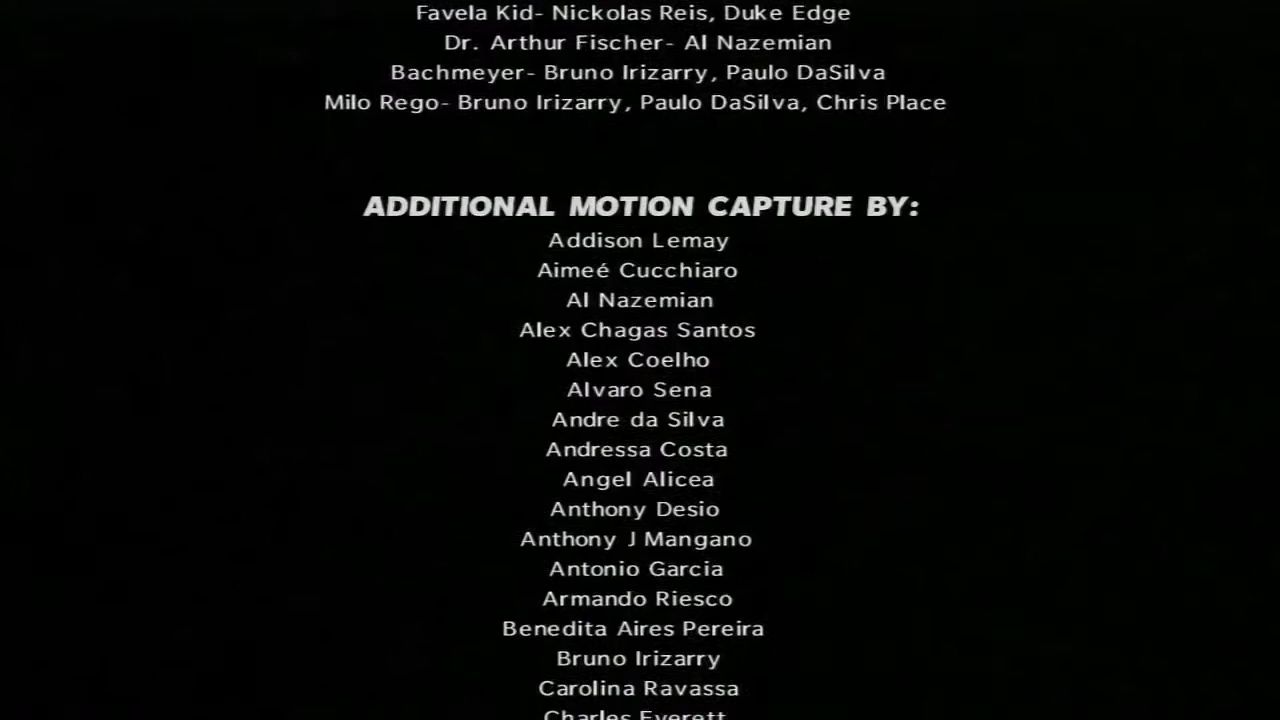 Favela Kid- Nickolas Reis, Duke Edge
Dr. Arthur Fischer- Al Nazemian
Bachmeyer- Bruno Irizarry, Paulo DaSilva
Milo Rego- Bruno Irizarry, Paulo DaSilva, Chris Place
ADDITIONAL MOTION CAPTURE BY:
Addison Lemay
Aimeé Cucchiaro
Al Nazemian
Alex Chagas Santos
Alex Coelho
Alvaro Sena
Andre da Silva
Andressa Costa
Angel Alicea
Anthony Desio
Anthony J Mangano
Antonio Garcia
Armando Riesco
Benedita Aires Pereira
Bruno Irizarry
Carolina Ravassa
Charles Everett